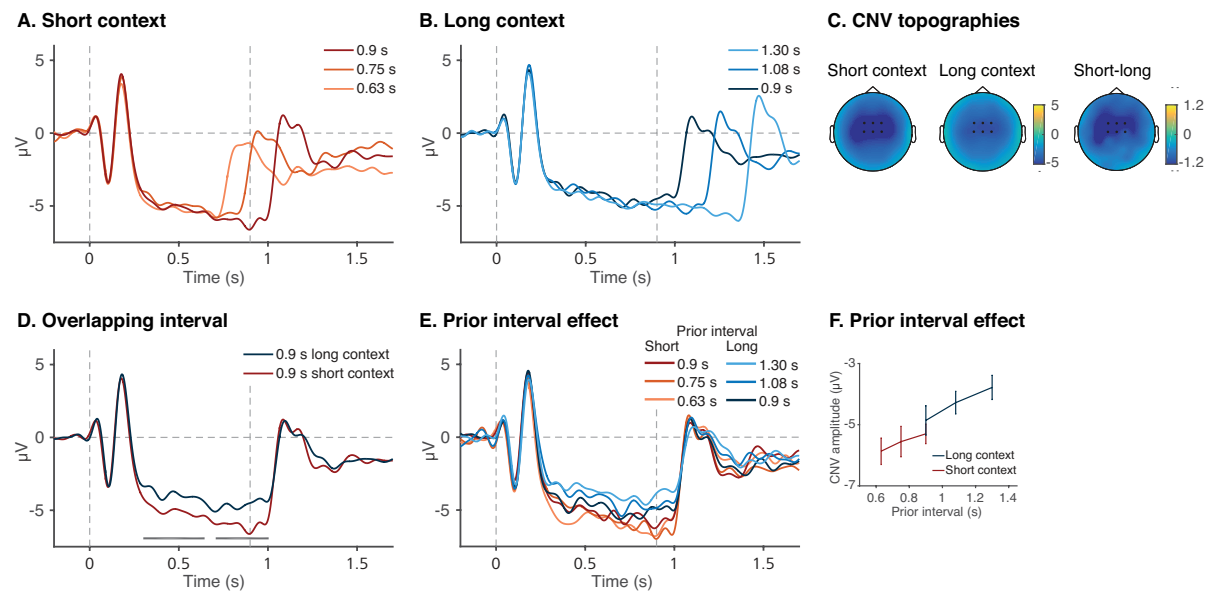 A. Short context
5
0
-5
µV
0
0.5
1
1.5
Time (s)
0.9 s
0.75 s
0.63 s
B. Long context
5
0
-5
µV
0
0.5
1
1.5
Time (s)
1.30 s
1.08 s
0.9 s
C. CNV topographies
Short context
Long context
Short-long
5
0
-5
1.2
0
-1.2
D. Overlapping interval
5
0
-5
µV
0
0.5
1
1.5
Time (s)
0.9 s long context
0.9 s short context
E. Prior interval effect
5
0
-5
µV
0
0.5
1
1.5
Time (s)
Prior interval
Short
Long
0.9 s
1.30 s
0.75 s
1.08 s
0.63 s
0.9 s
F. Prior interval effect
-3
-5
-7
CNV amplitude (µV)
0.6
0.8
1.0
1.2
1.4
Prior interval (s)
Long context
Short context